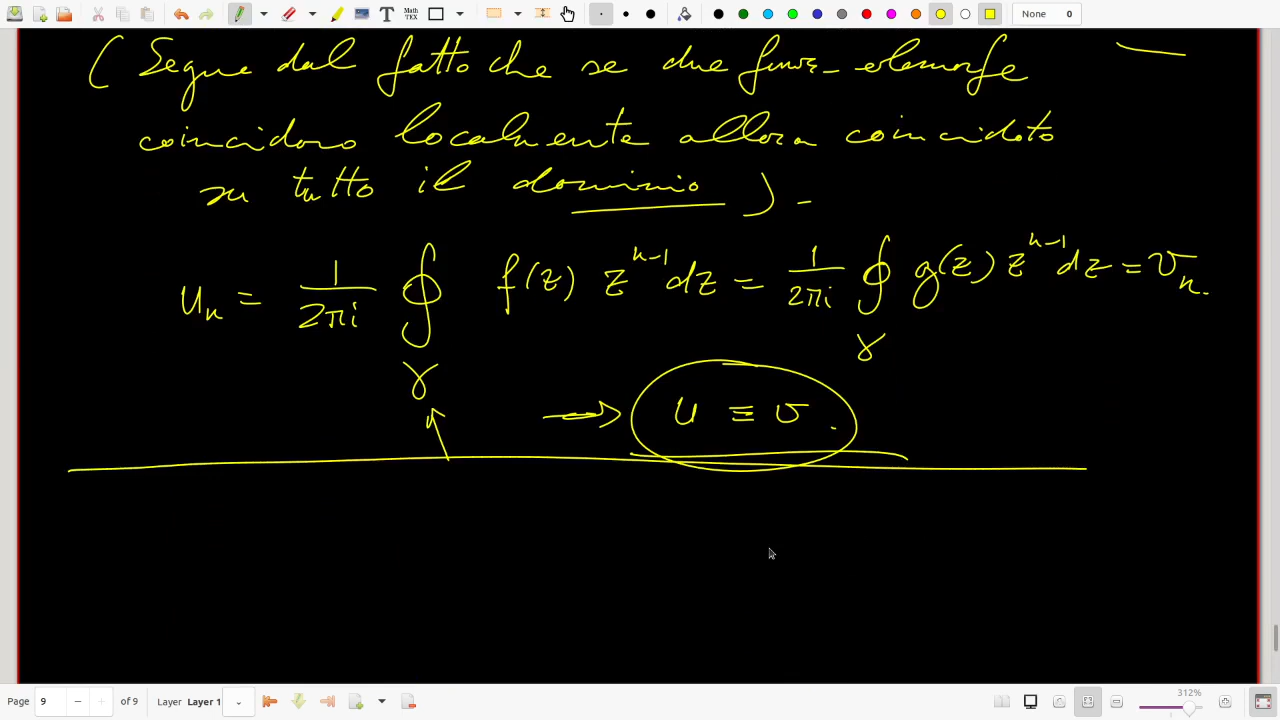 None 0
( Segue dal fatto che se due funz. olomorfe
coincidono localmente allora coincidono
su tutto il dominio ).
u_n = 1/2πi ∮_γ f(z) z^{n-1} dz = 1/2πi ∮_γ g(z) z^{n-1} dz = v_n.
→ u ≡ v.
Page 9 of 9 Layer Layer 1 312%